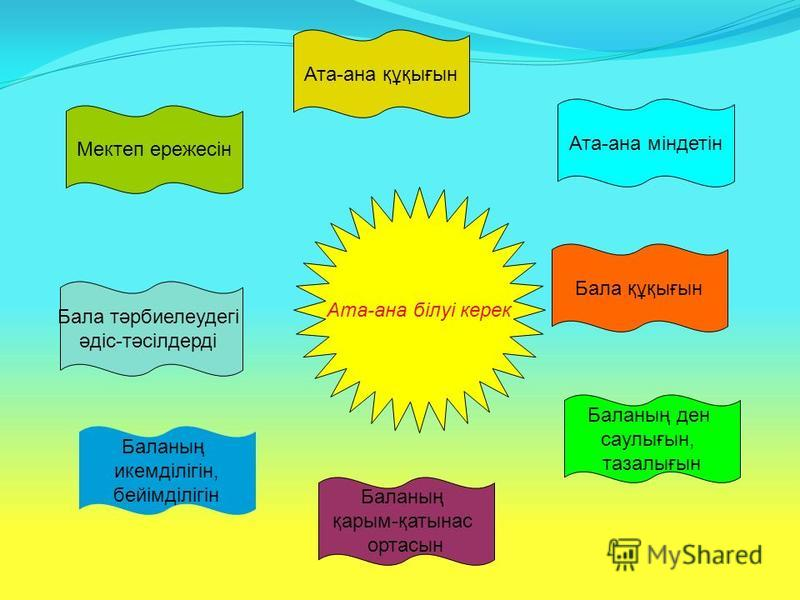 Ата-ана құқығын
Мектеп ережесін
Ата-ана міндетін
Ата-ана білуі керек
Бала құқығын
Бала тәрбиелеудегі
әдіс-тәсілдерді
Баланың ден
саулығын,
тазалығын
Баланың
икемділігін,
бейімділігін
Баланың
қарым-қатынас
ортасын
MyShared